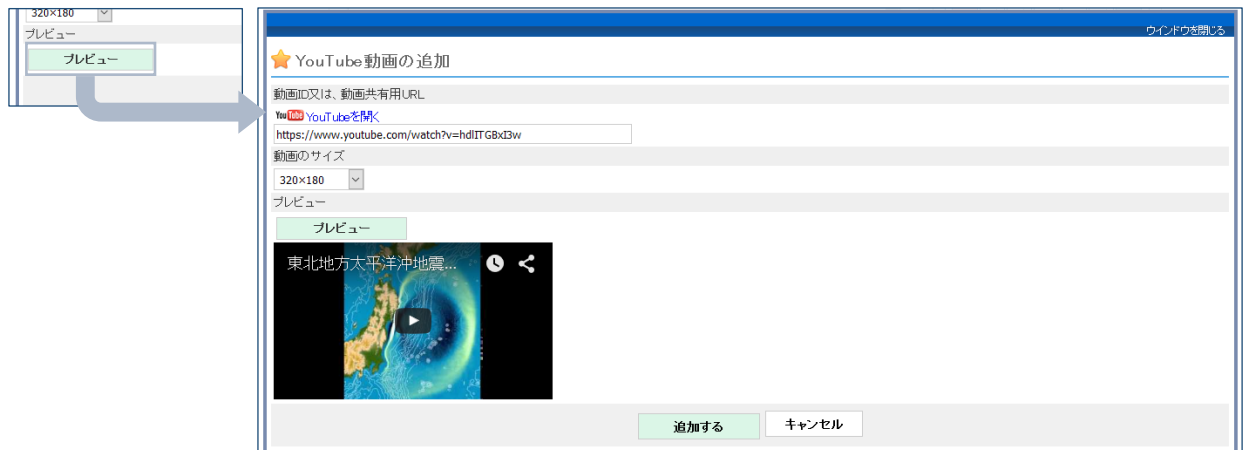 320×180
プレビュー
プレビュー
ウインドウを閉じる
YouTube動画の追加
動画ID又は、動画共有用URL
YouTube YouTubeを開く
https://www.youtube.com/watch?v=hdlITGBxI3w
動画のサイズ
320×180
プレビュー
プレビュー
東北地方太平洋沖地震...
追加する
キャンセル